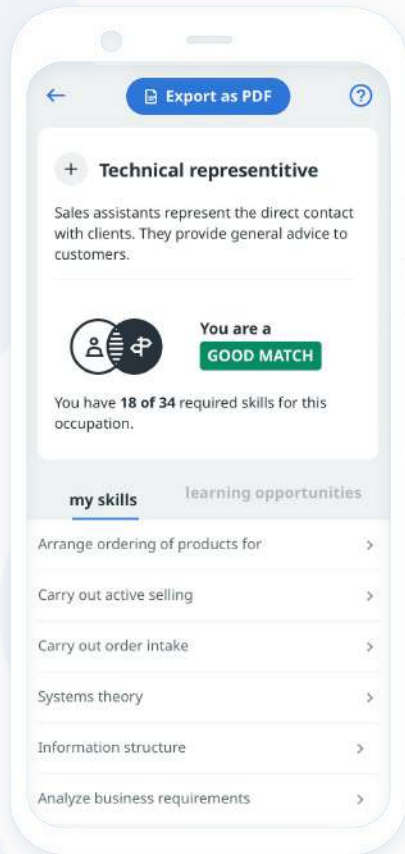 Export as PDF
Technical representitive
Sales assistants represent the direct contact
with clients. They provide general advice to
customers.
You are a
GOOD MATCH
You have 18 of 34 required skills for this
occupation.
my skills
learning opportunities
Arrange ordering of products for
Carry out active selling
Carry out order intake
Systems theory
Information structure
Analyze business requirements